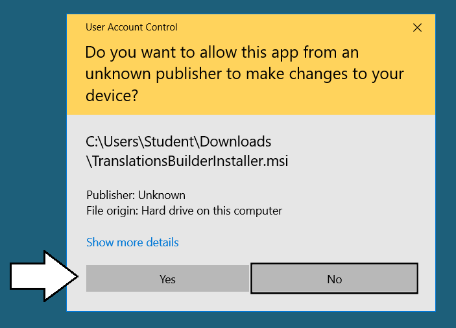 User Account Control
Do you want to allow this app from an
unknown publisher to make changes to your
device?
C:\Users\Student\Downloads
\TranslationsBuilderInstaller.msi
Publisher: Unknown
File origin: Hard drive on this computer
Show more details
Yes
No